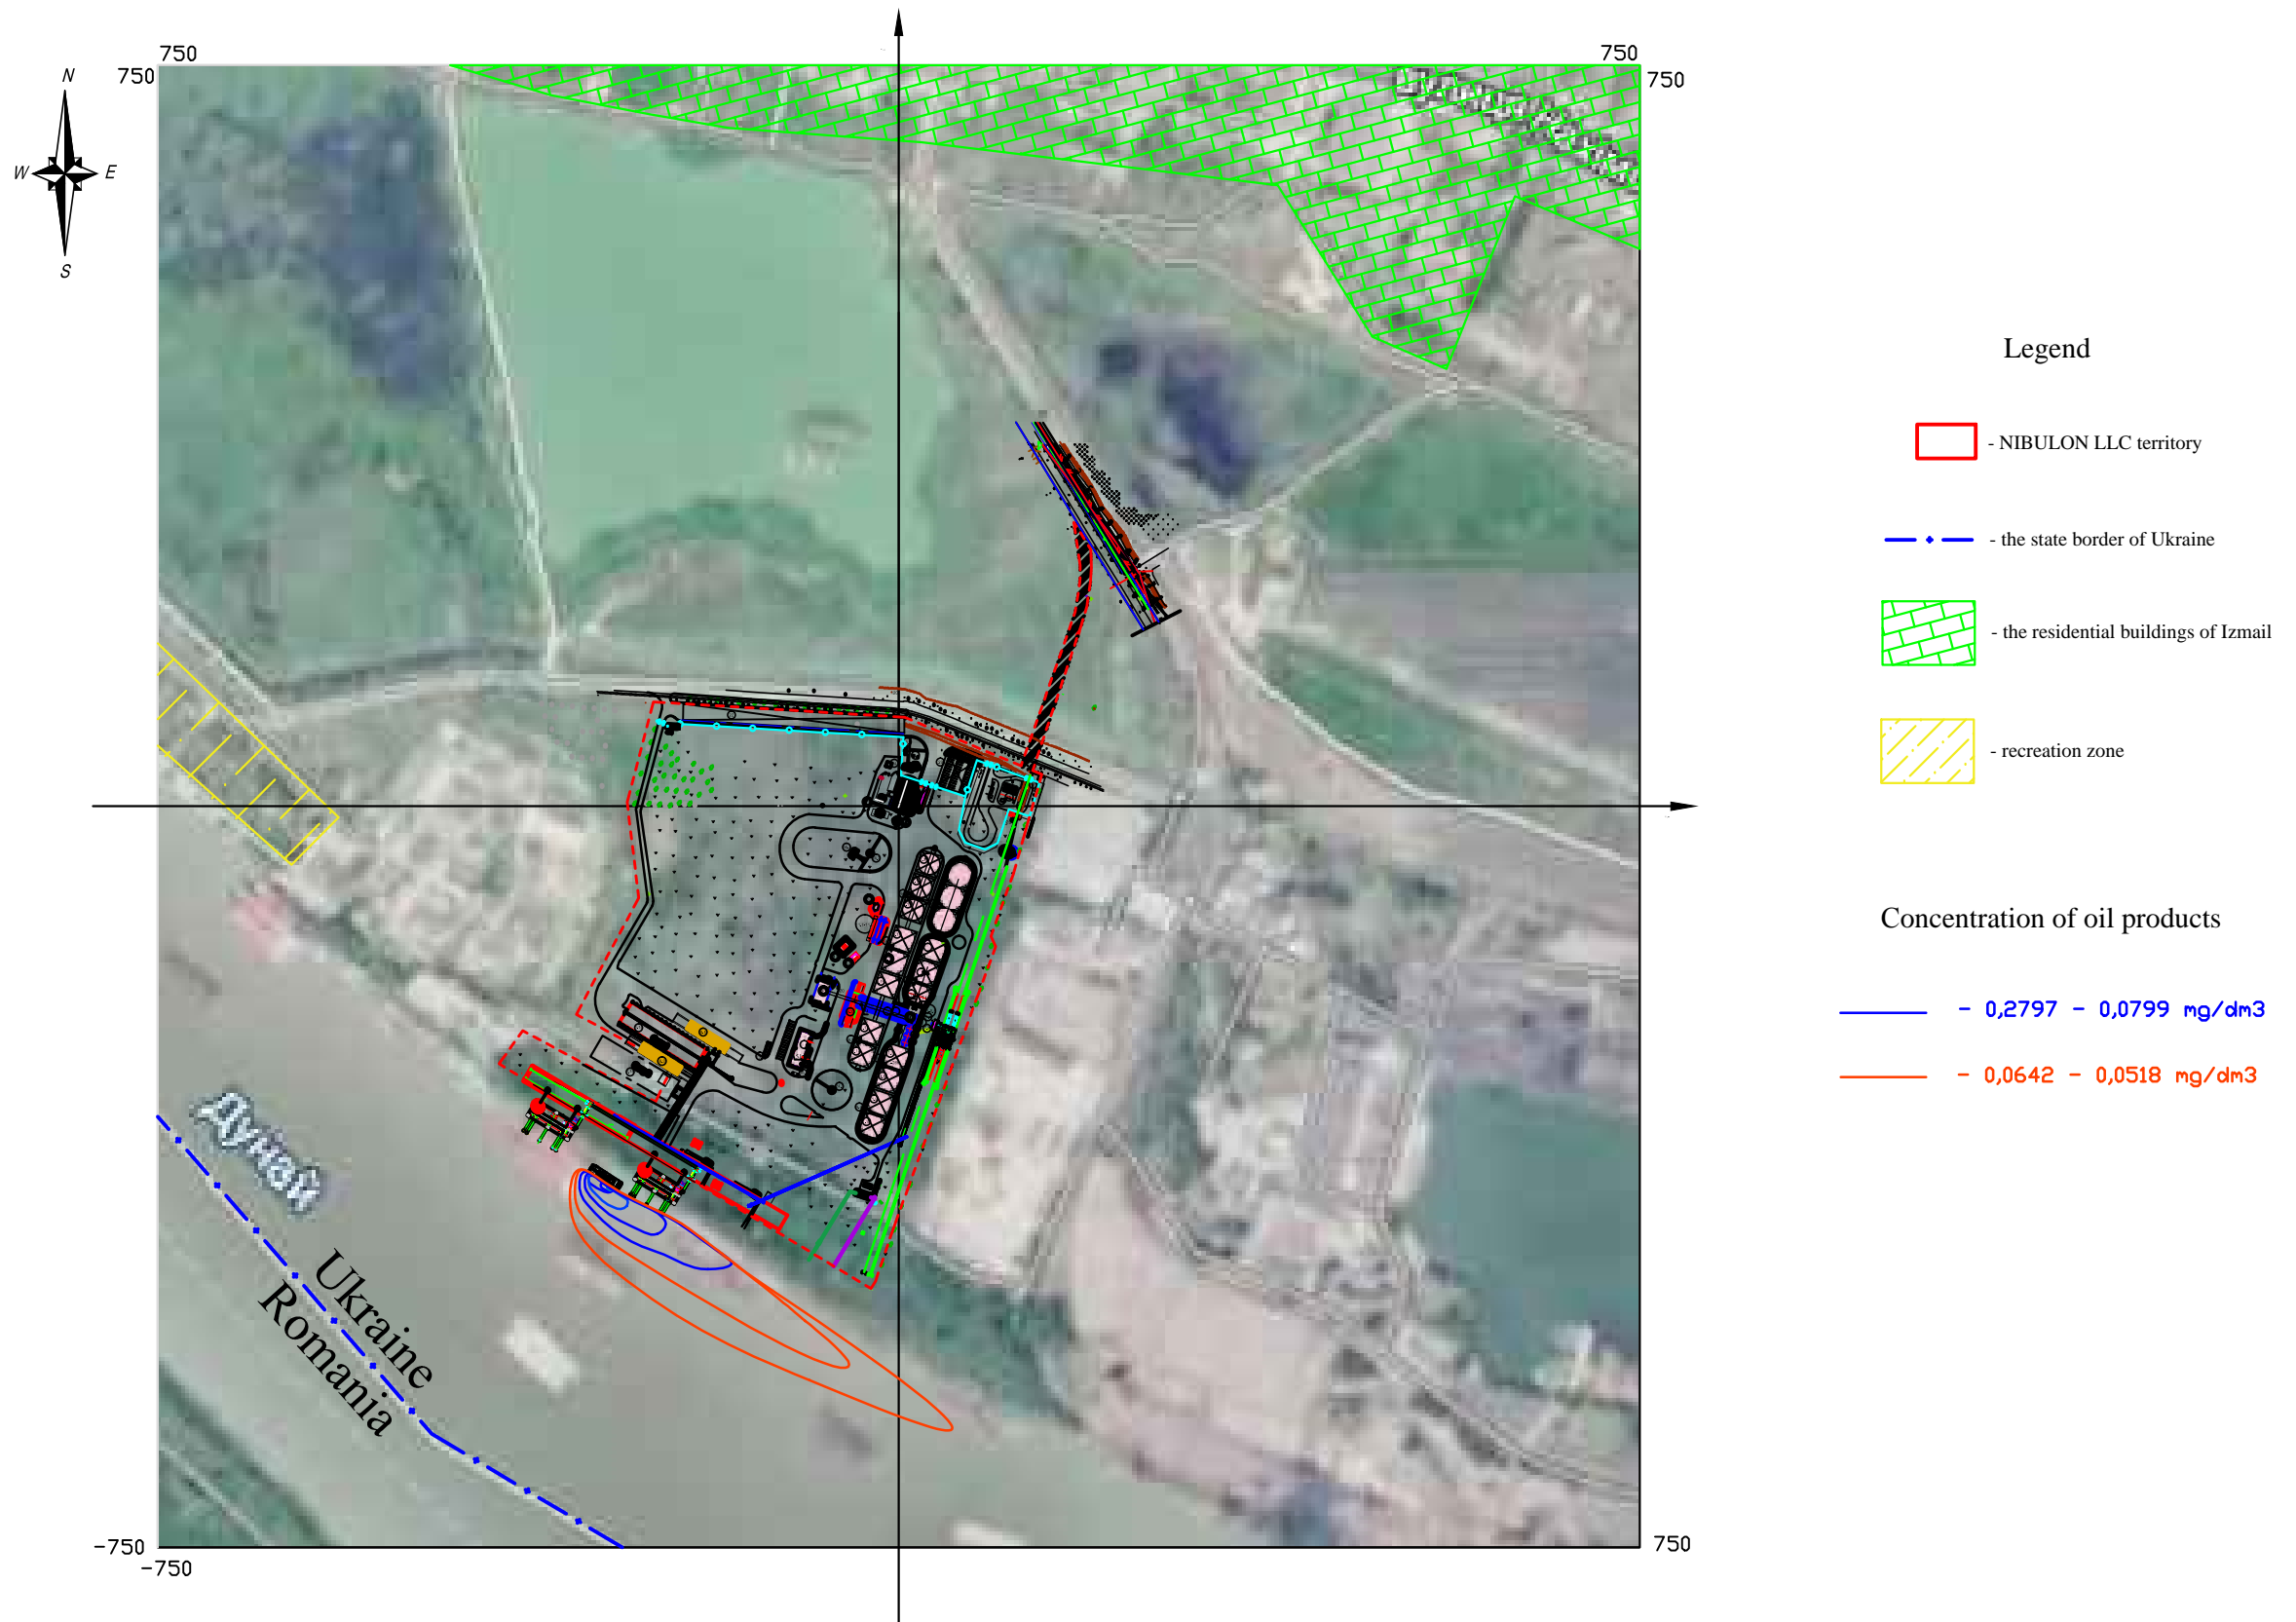 750
750
750
750
N
W
E
S
Legend
- NIBULON LLC territory
- the state border of Ukraine
- the residential buildings of Izmail
- recreation zone
Concentration of oil products
- 0,2797 - 0,0799 mg/dm3
- 0,0642 - 0,0518 mg/dm3
Дунай
Ukraine
Romania
-750
-750
750